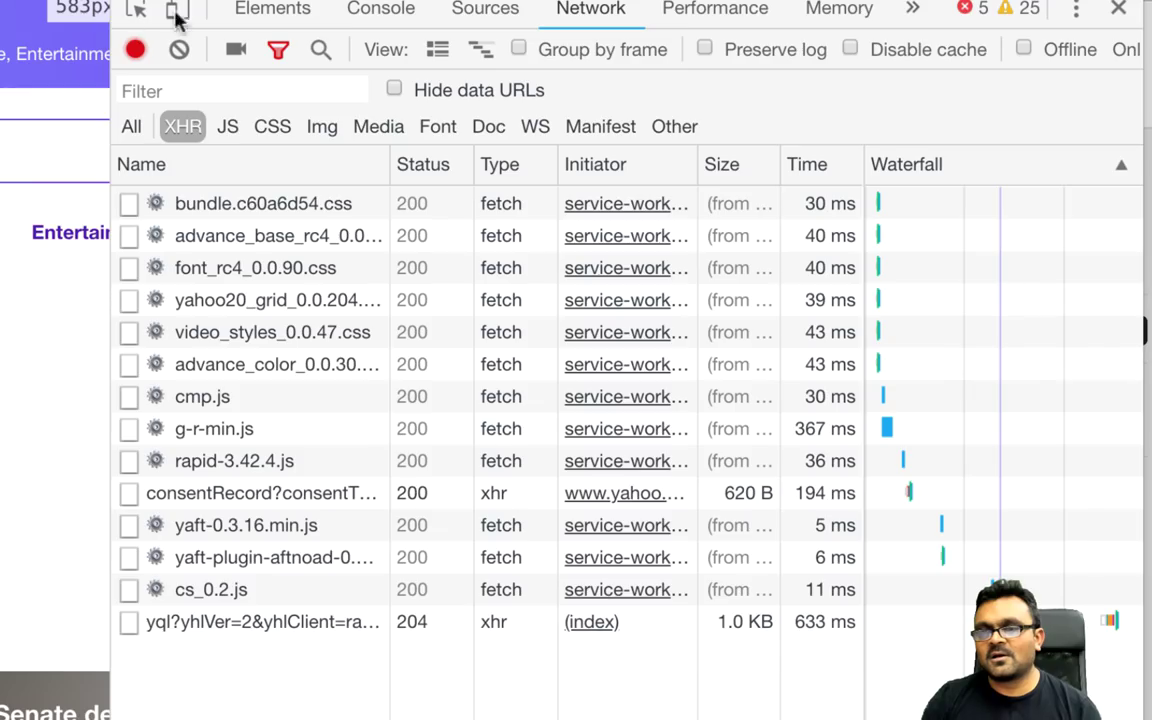 583px
Elements Console Sources Network Performance Memory » 5 25
e, Entertainme
View: Group by frame Preserve log Disable cache Offline Onl
Filter Hide data URLs
All XHR JS CSS Img Media Font Doc WS Manifest Other
Name Status Type Initiator Size Time Waterfall
bundle.c60a6d54.css 200 fetch service-work... (from ... 30 ms
Entertain
advance_base_rc4_0.0... 200 fetch service-work... (from ... 40 ms
font_rc4_0.0.90.css 200 fetch service-work... (from ... 40 ms
yahoo20_grid_0.0.204.... 200 fetch service-work... (from ... 39 ms
video_styles_0.0.47.css 200 fetch service-work... (from ... 43 ms
advance_color_0.0.30.... 200 fetch service-work... (from ... 43 ms
cmp.js 200 fetch service-work... (from ... 30 ms
g-r-min.js 200 fetch service-work... (from ... 367 ms
rapid-3.42.4.js 200 fetch service-work... (from ... 36 ms
consentRecord?consentT... 200 xhr www.yahoo.... 620 B 194 ms
yaft-0.3.16.min.js 200 fetch service-work... (from ... 5 ms
yaft-plugin-aftnoad-0.... 200 fetch service-work... (from ... 6 ms
cs_0.2.js 200 fetch service-work... (from ... 11 ms
yql?yhlVer=2&yhlClient=ra... 204 xhr (index) 1.0 KB 633 ms
Senate de